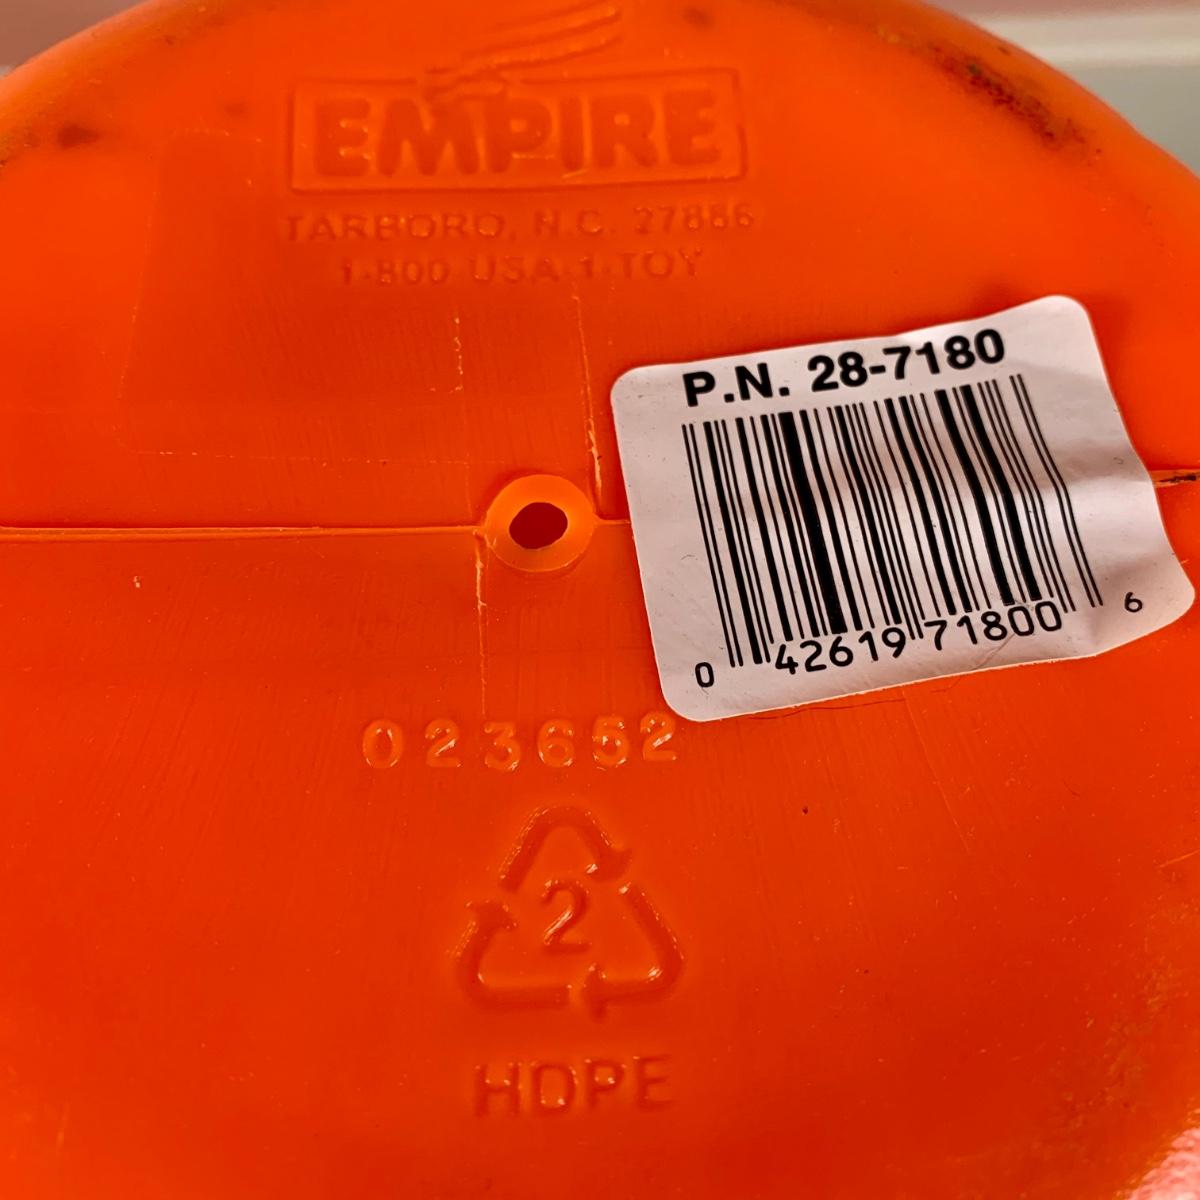 EMPIRE
TARBORO, N.C. 27886
1-800-USA-1-TOY
P.N. 28-7180
0 42619 71800 6
023652
2
HDPE